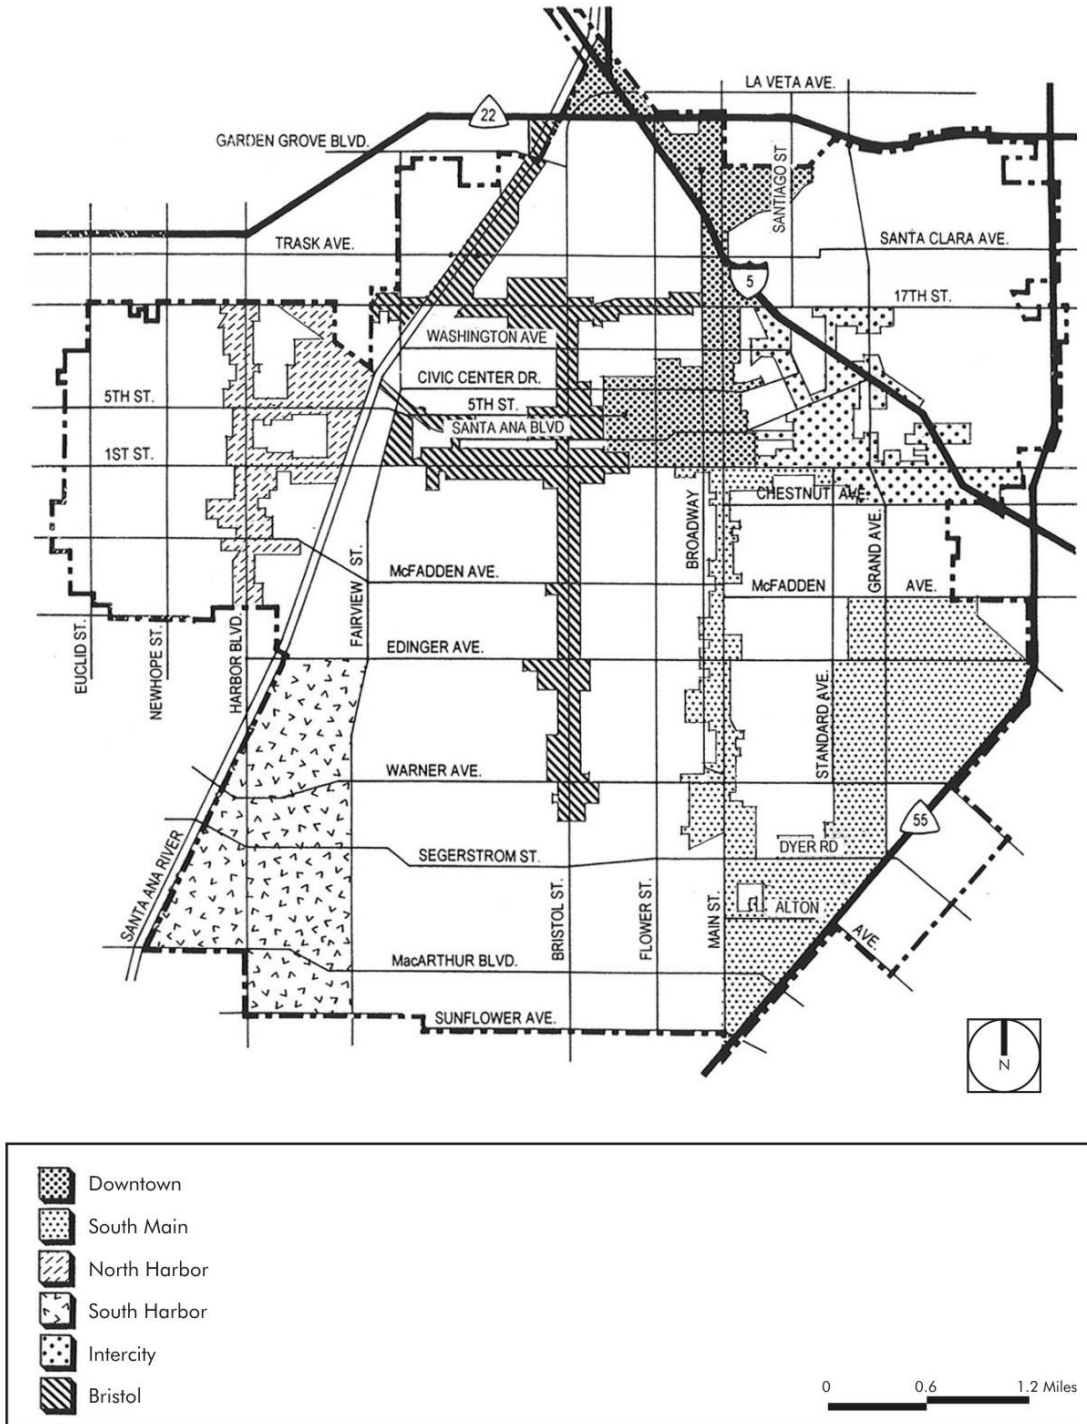 LA VETA AVE.
22
GARDEN GROVE BLVD.
SANTIAGO ST
TRASK AVE.
SANTA CLARA AVE.
5
17TH ST.
WASHINGTON AVE
CIVIC CENTER DR.
5TH ST.
5TH ST.
SANTA ANA BLVD
1ST ST.
CHESTNUT AVE
BROADWAY
GRAND AVE.
FAIRVIEW ST.
McFADDEN AVE.
McFADDEN AVE.
EUCLID ST.
NEWHOPE ST.
HARBOR BLVD.
EDINGER AVE.
STANDARD AVE.
WARNER AVE.
55
SANTA ANA RIVER
SEGERSTROM ST.
DYER RD
BRISTOL ST.
FLOWER ST.
MAIN ST.
ALTON AVE.
MacARTHUR BLVD.
SUNFLOWER AVE.
N
Downtown
South Main
North Harbor
South Harbor
Intercity
Bristol
0 0.6 1.2 Miles